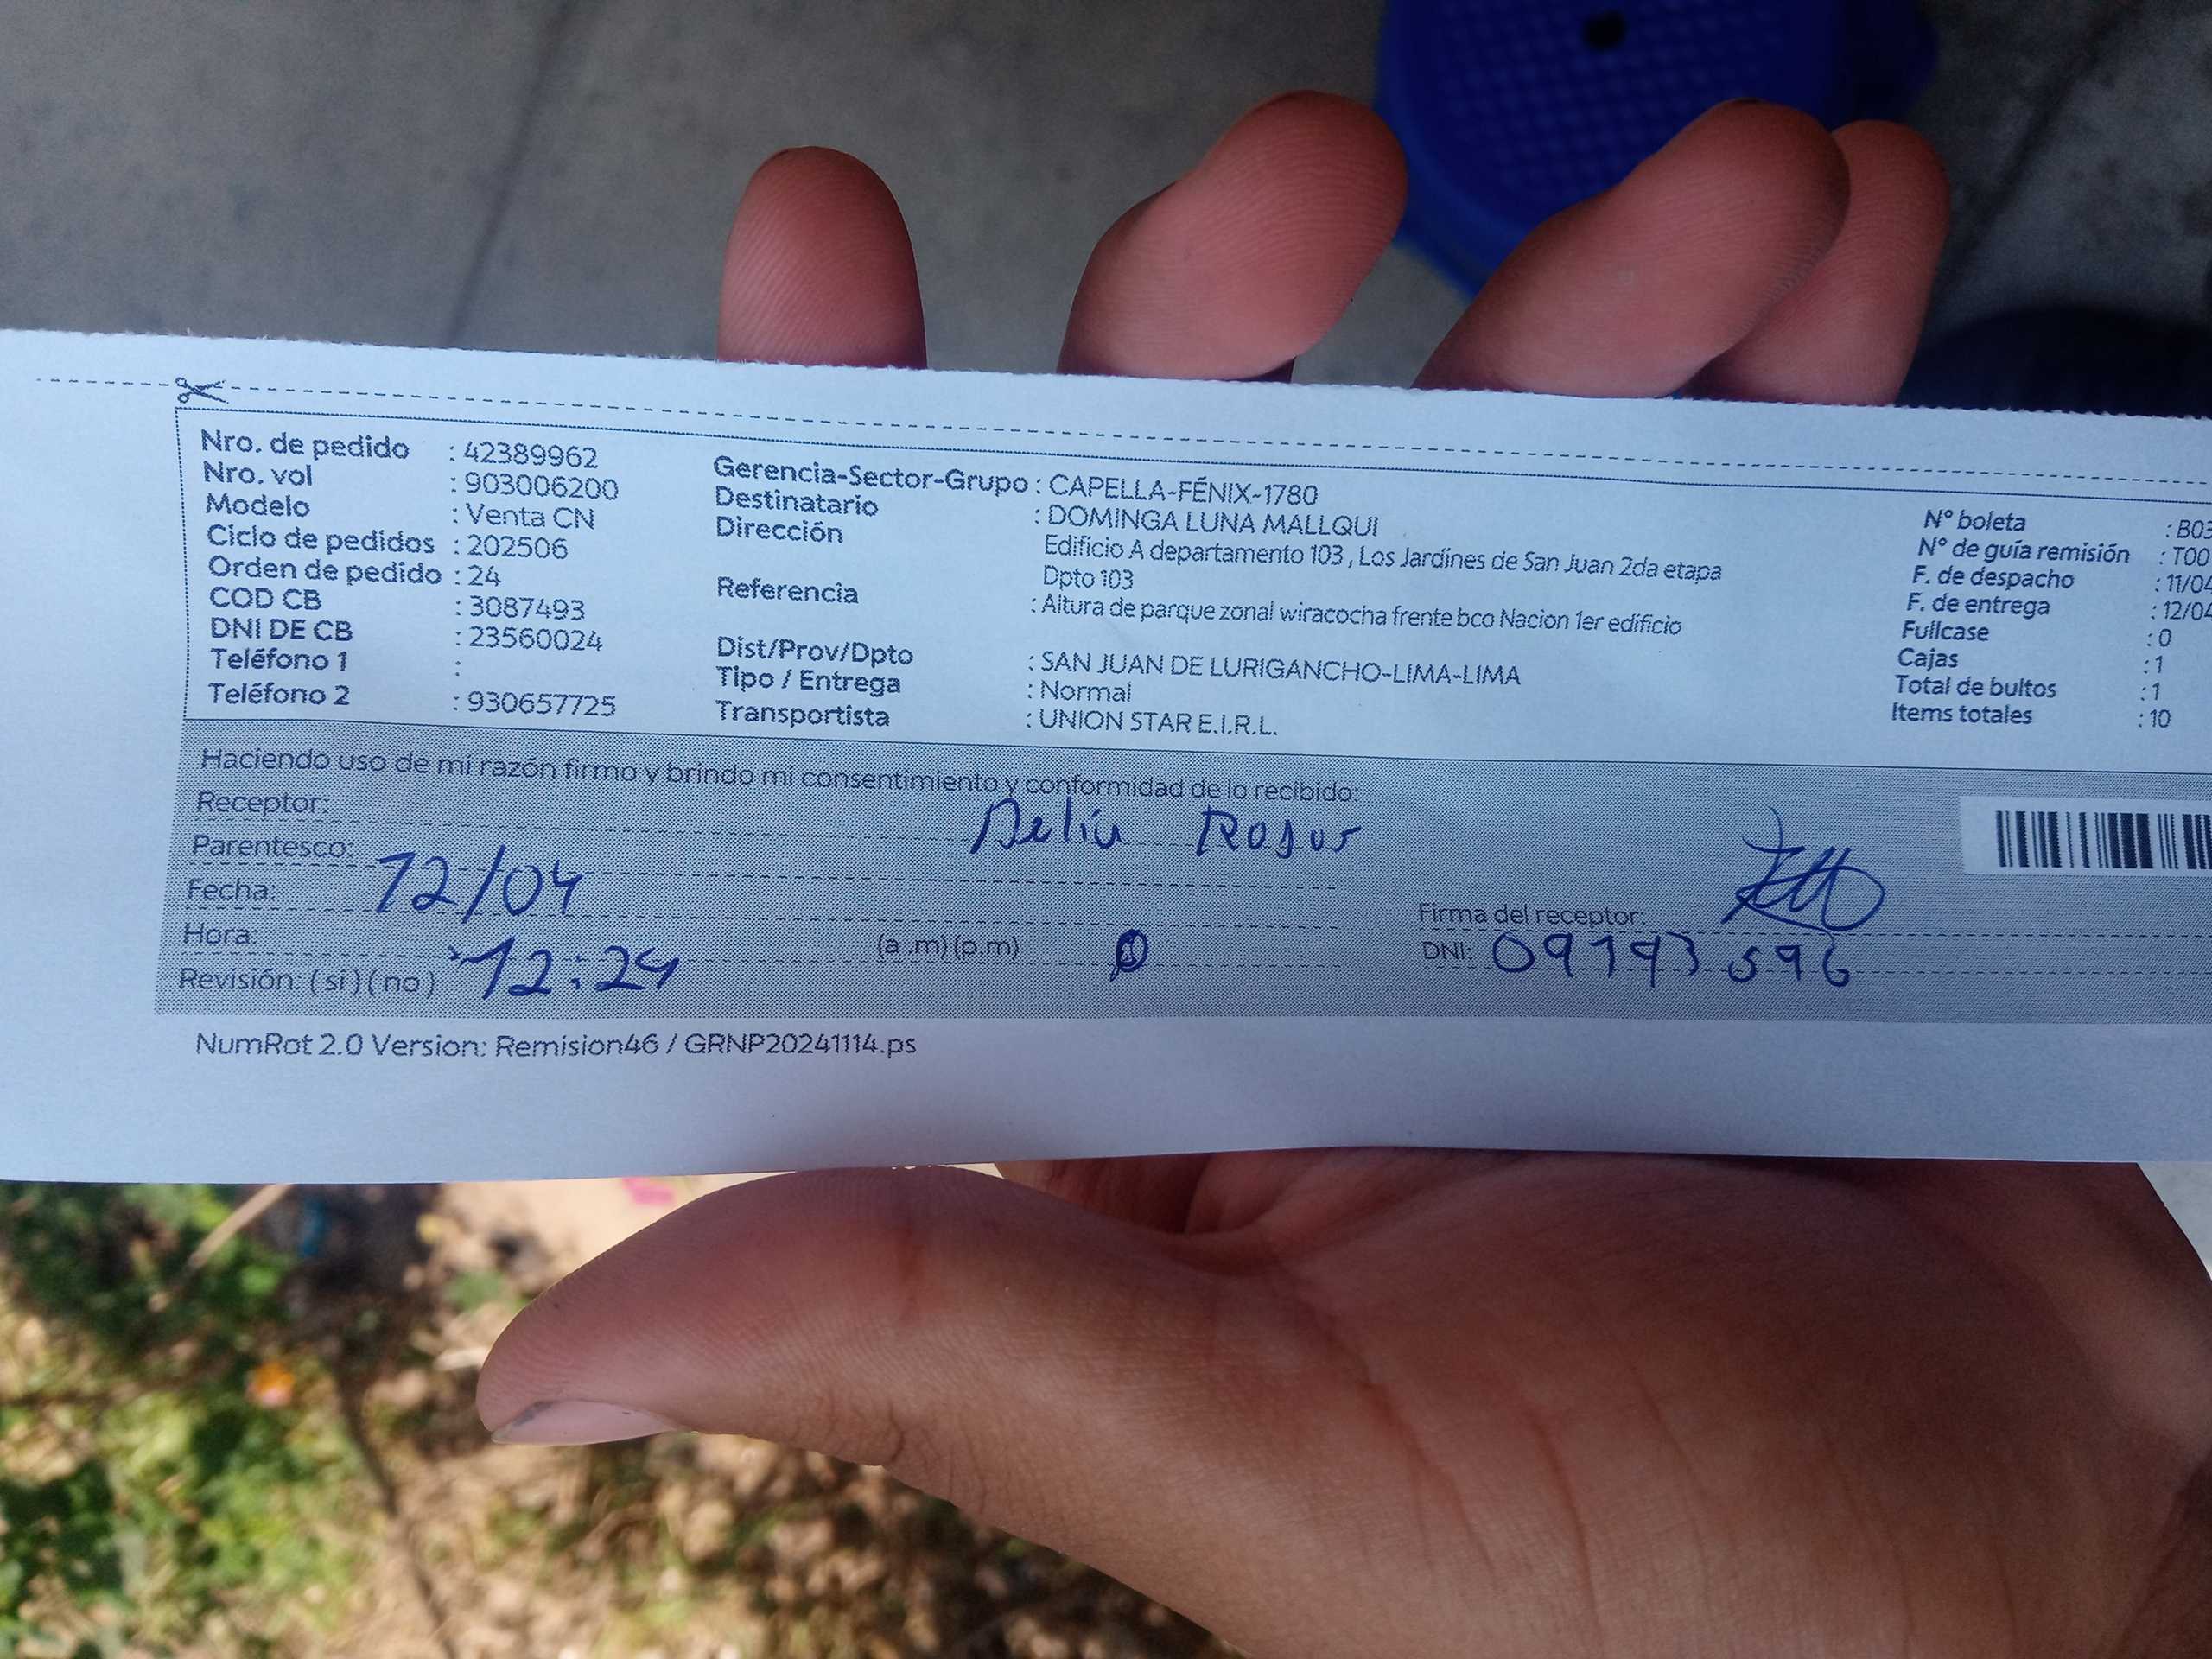 Nro. de pedido : 42389962
Nro. vol : 903006200
Modelo : Venta CN
Ciclo de pedidos : 202506
Orden de pedido : 24
COD CB : 3087493
DNI DE CB : 23560024
Teléfono 1 :
Teléfono 2 : 930657725
Gerencia-Sector-Grupo : CAPELLA-FÉNIX-1780
Destinatario : DOMINGA LUNA MALLQUI
Dirección Edificio A departamento 103 , Los Jardines de San Juan 2da etapa
Dpto 103
Referencia : Altura de parque zonal wiracocha frente bco Nacion 1er edificio
Dist/Prov/Dpto : SAN JUAN DE LURIGANCHO-LIMA-LIMA
Tipo / Entrega : Normal
Transportista : UNION STAR E.I.R.L.
N° boleta : B03
N° de guía remisión : T00
F. de despacho : 11/04
F. de entrega : 12/04
Fullcase : 0
Cajas : 1
Total de bultos : 1
Items totales : 10
Haciendo uso de mi razón firmo y brindo mi consentimiento y conformidad de lo recibido:
Receptor: Delia Rojas
Parentesco:
Fecha: 12/04
Hora: 12:24 (a .m) (p.m)
Revisión: ( si ) ( no )
Firma del receptor:
DNI: 09193596
NumRot 2.0 Version: Remision46 / GRNP20241114.ps